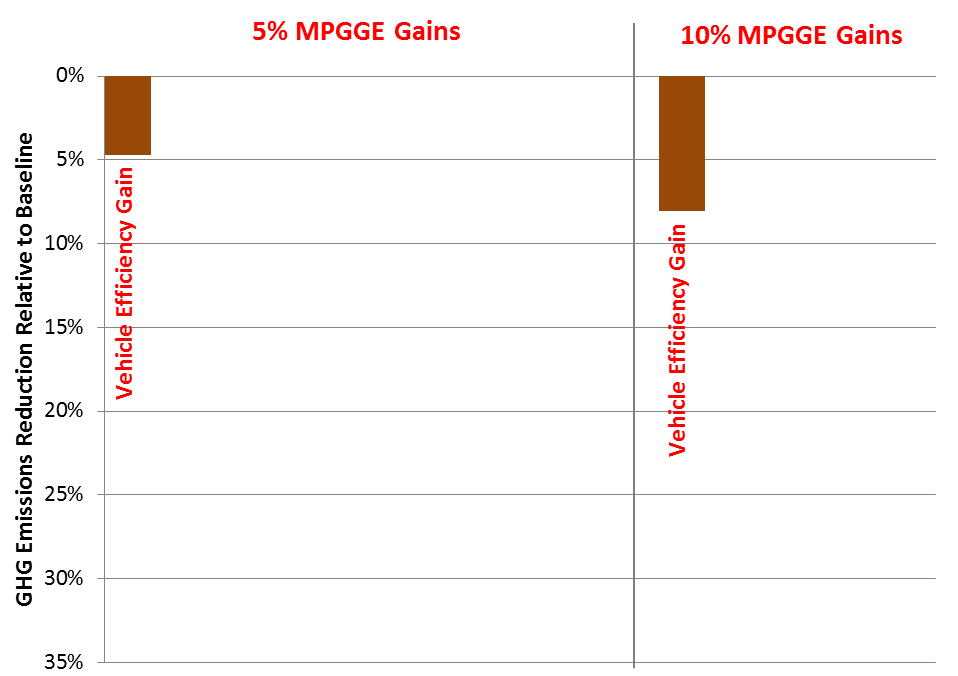 5% MPGGE Gains
10% MPGGE Gains
GHG Emissions Reduction Relative to Baseline
0%
5%
10%
15%
20%
25%
30%
35%
Vehicle Efficiency Gain
Vehicle Efficiency Gain